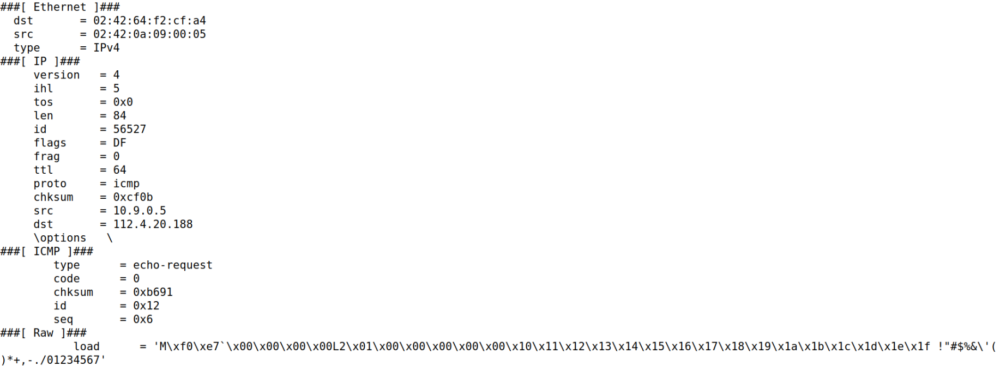 ###[ Ethernet ]###
  dst       = 02:42:64:f2:cf:a4
  src       = 02:42:0a:09:00:05
  type      = IPv4
###[ IP ]###
     version   = 4
     ihl       = 5
     tos       = 0x0
     len       = 84
     id        = 56527
     flags     = DF
     frag      = 0
     ttl       = 64
     proto     = icmp
     chksum    = 0xcf0b
     src       = 10.9.0.5
     dst       = 112.4.20.188
     \options   \
###[ ICMP ]###
        type      = echo-request
        code      = 0
        chksum    = 0xb691
        id        = 0x12
        seq       = 0x6
###[ Raw ]###
           load      = 'M\xf0\xe7`\x00\x00\x00\x00L2\x01\x00\x00\x00\x00\x00\x10\x11\x12\x13\x14\x15\x16\x17\x18\x19\x1a\x1b\x1c\x1d\x1e\x1f !"#$%&\'(
)*+,-./01234567'